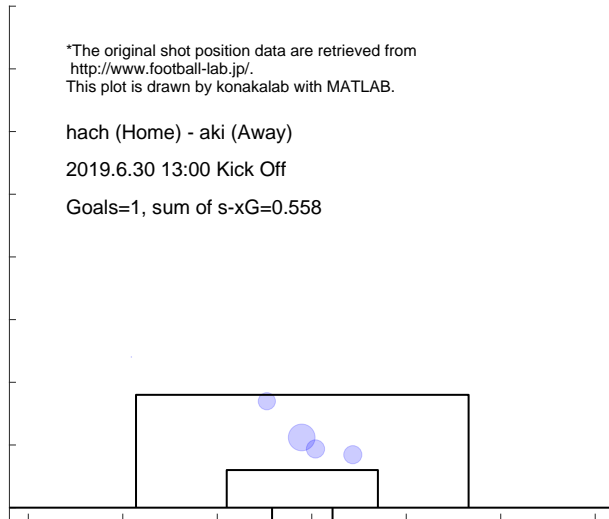 *The original shot position data are retrieved from
http://www.football-lab.jp/.
This plot is drawn by konakalab with MATLAB.
hach (Home) - aki (Away)
2019.6.30 13:00 Kick Off
Goals=1, sum of s-xG=0.558